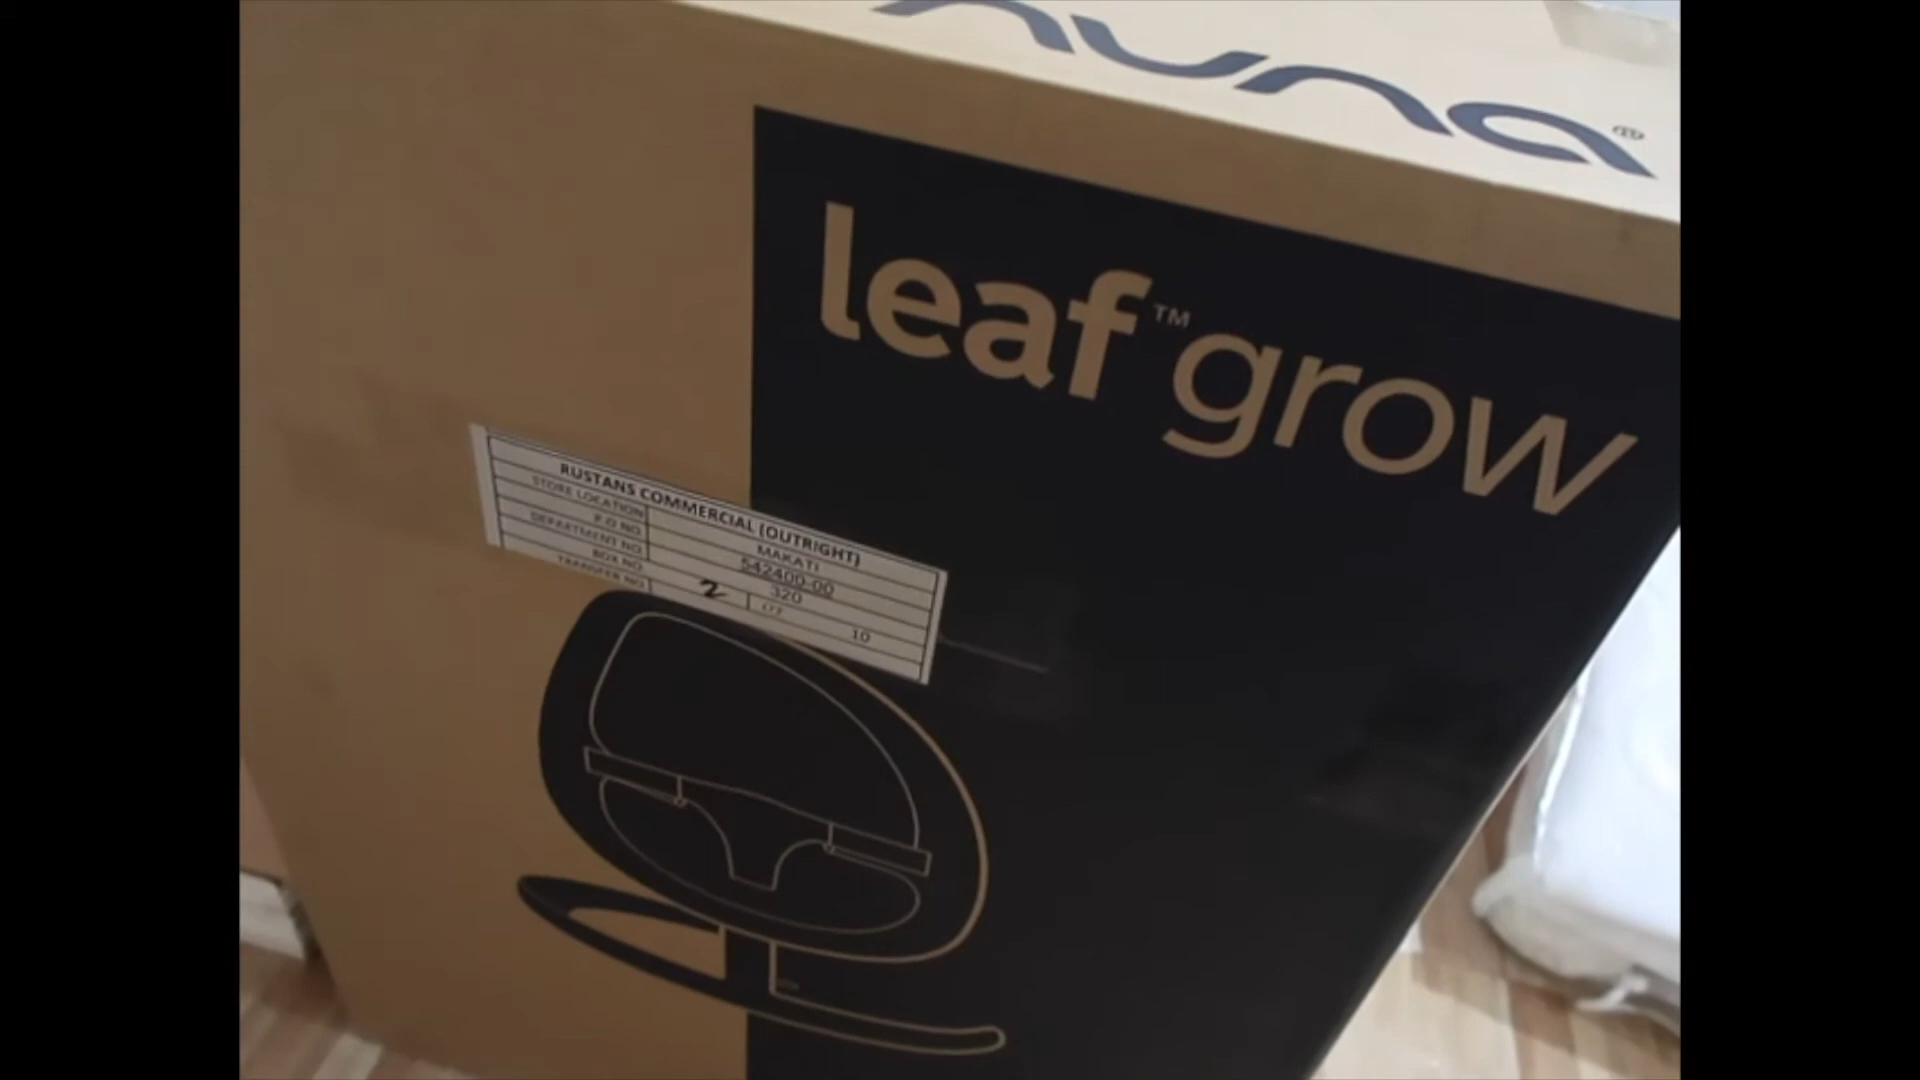 nuna®
leaf™ grow
RUSTANS COMMERCIAL (OUTRIGHT)
STORE LOCATION MAKATI
P.O NO 542400-00
DEPARTMENT NO 320
BOX NO 2 10
TRANSFER NO